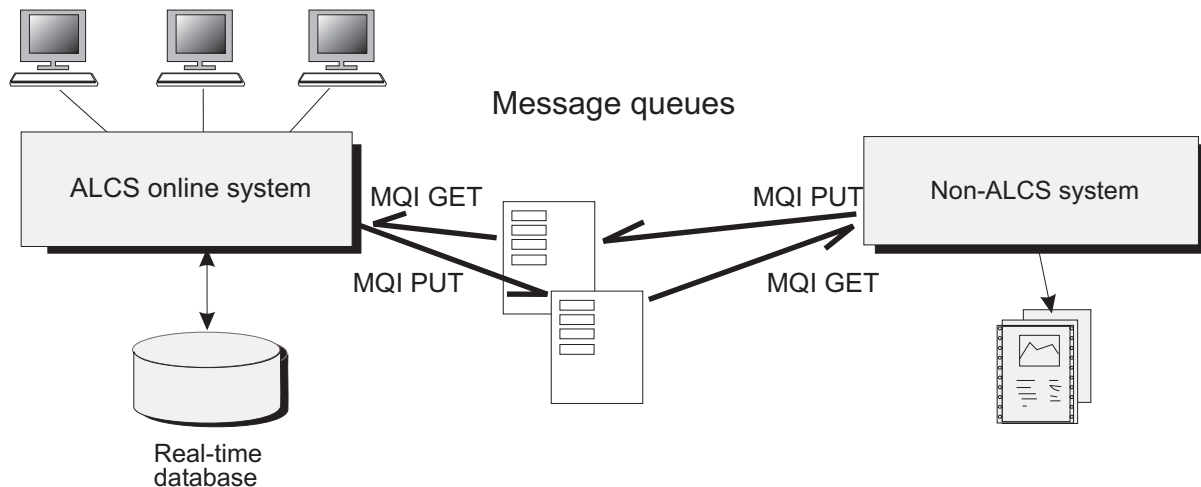 Message queues
ALCS online system
MQI GET
MQI PUT
Non-ALCS system
MQI PUT
MQI GET
Real-time
database